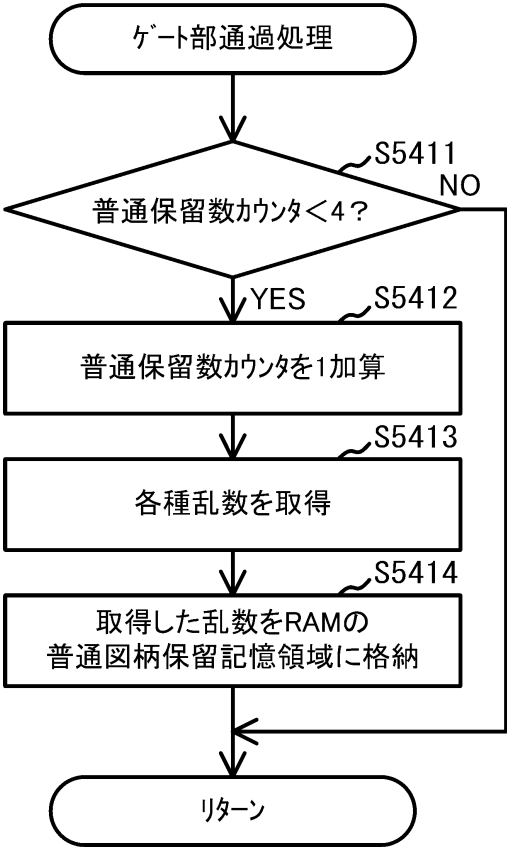 ｹﾞｰﾄ部通過処理
S5411
普通保留数ｶｳﾝﾀ＜4？
NO
YES
S5412
普通保留数ｶｳﾝﾀを1加算
S5413
各種乱数を取得
S5414
取得した乱数をRAMの
普通図柄保留記憶領域に格納
ﾘﾀｰﾝ